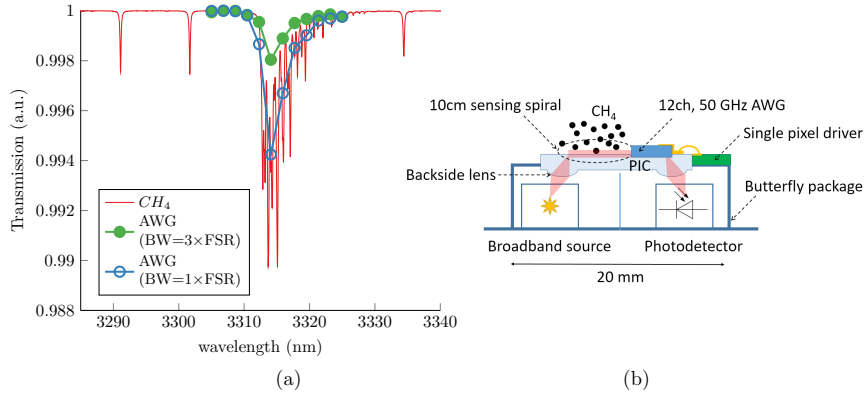 1
0.998
0.996
0.994
0.992
0.99
0.988
Transmission (a.u.)
CH4
AWG
(BW=3×FSR)
AWG
(BW=1×FSR)
3290
3300
3310
3320
3330
3340
wavelength (nm)
(a)
10cm sensing spiral
CH4
12ch, 50 GHz AWG
Single pixel driver
PIC
Backside lens
Butterfly package
Broadband source
Photodetector
20 mm
(b)